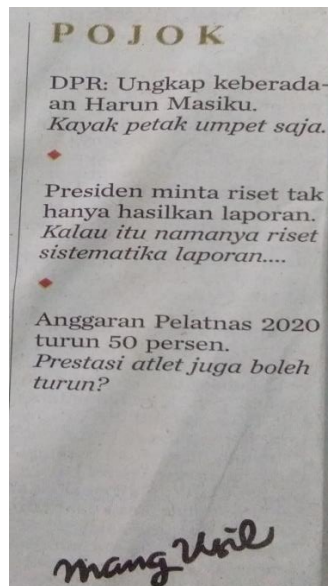 POJOK
DPR: Ungkap keberada-
an Harun Masiku.
Kayak petak umpet saja.
Presiden minta riset tak
hanya hasilkan laporan.
Kalau itu namanya riset
sistematika laporan....
Anggaran Pelatnas 2020
turun 50 persen.
Prestasi atlet juga boleh
turun?
mang Usil